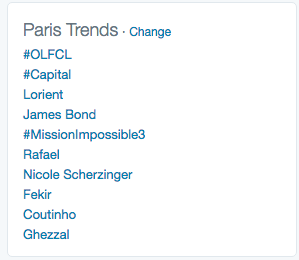 Paris Trends · Change
#OLFCL
#Capital
Lorient
James Bond
#MissionImpossible3
Rafael
Nicole Scherzinger
Fekir
Coutinho
Ghezzal